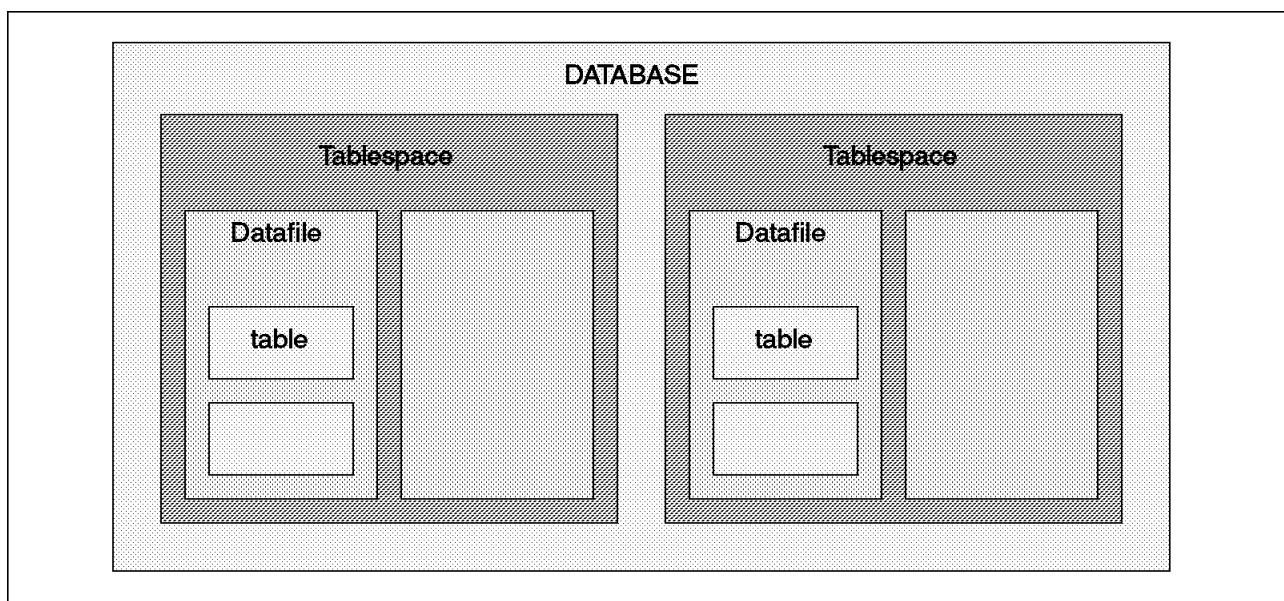 DATABASE
Tablespace
Tablespace
Datafile
Datafile
table
table